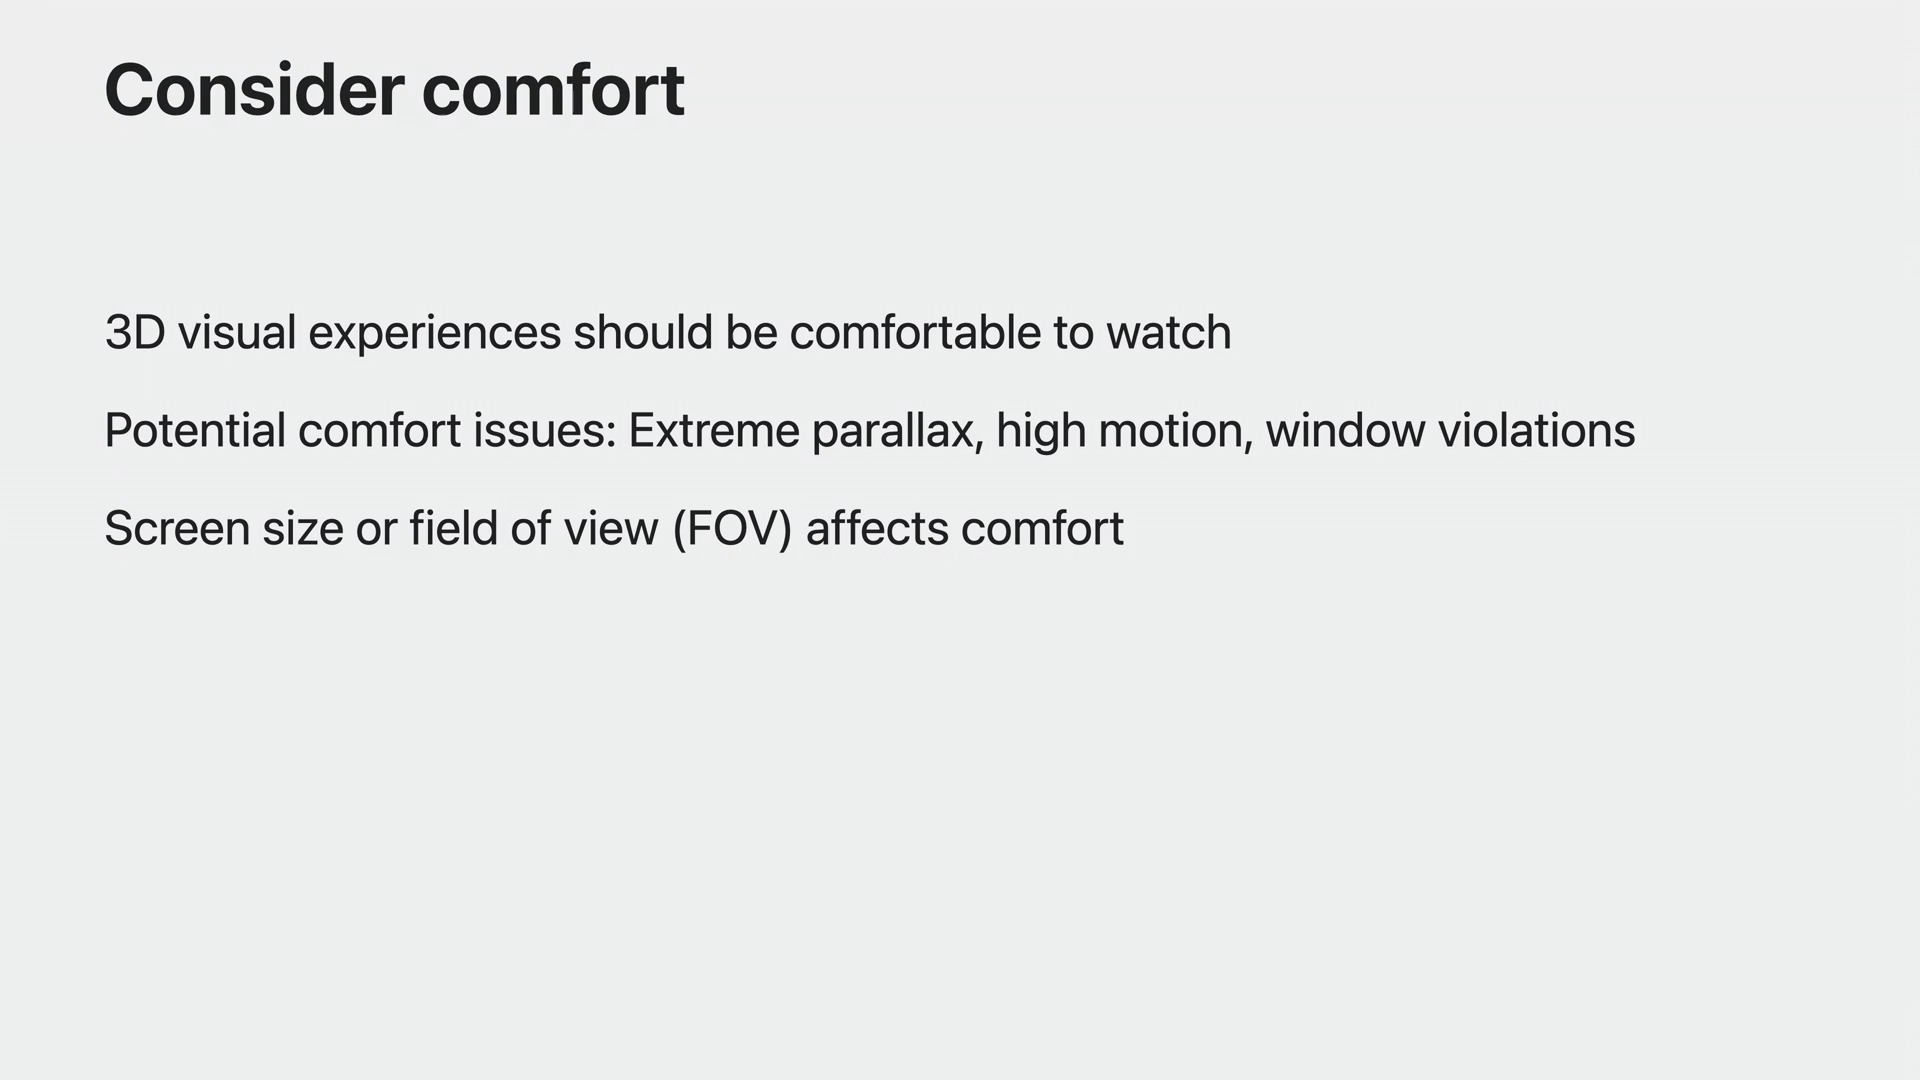 Consider comfort
3D visual experiences should be comfortable to watch
Potential comfort issues: Extreme parallax, high motion, window violations
Screen size or field of view (FOV) affects comfort